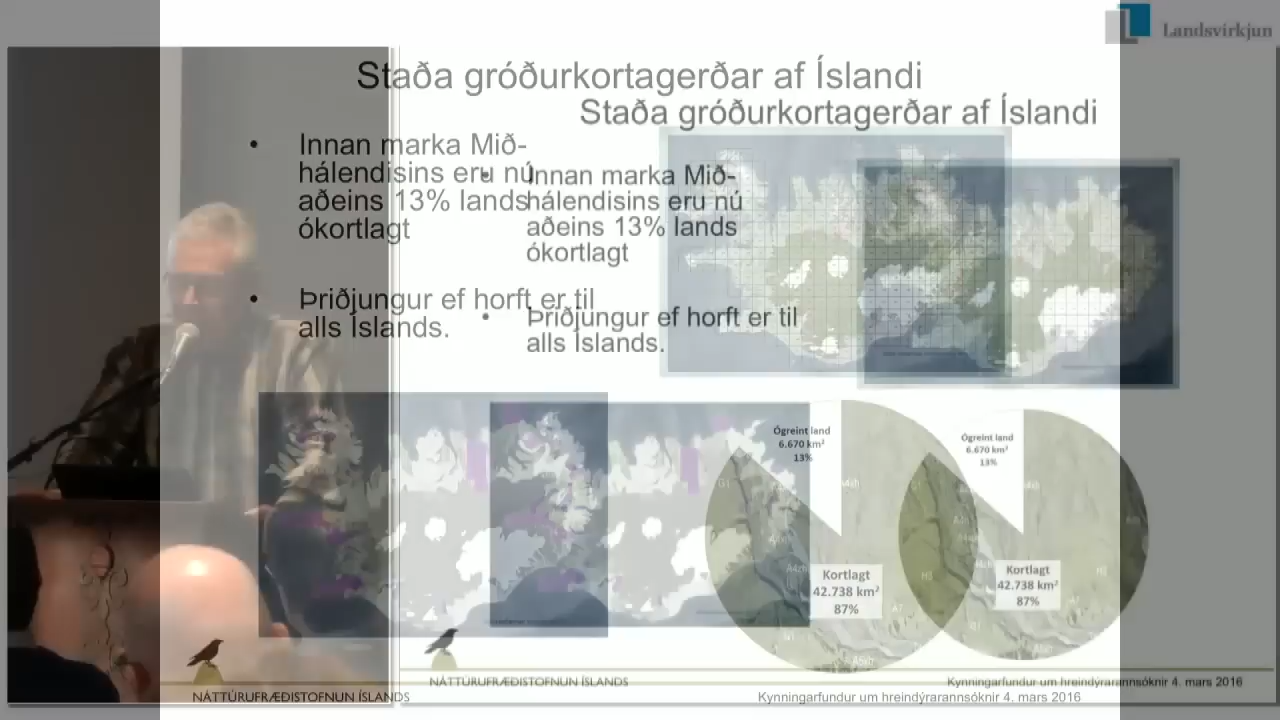 Landsvirkjun
Staða gróðurkortagerðar af Íslandi
Staða gróðurkortagerðar af Íslandi
• Innan marka Mið-
hálendisins eru nú
aðeins 13% lands
ókortlagt
• Þriðjungur ef horft er til
alls Íslands.
• Innan marka Mið-
hálendisins eru nú
aðeins 13% lands
ókortlagt
• Þriðjungur ef horft er til
alls Íslands.
Ógreint land
6.670 km²
13%
Kortlagt
42.738 km²
87%
Ógreint land
6.670 km²
13%
Kortlagt
42.738 km²
87%
NÁTTÚRUFRÆÐISTOFNUN ÍSLANDS
Kynningarfundur um hreindýrarannsóknir 4. mars 2016
NÁTTÚRUFRÆÐISTOFNUN ÍSLANDS
Kynningarfundur um hreindýrarannsóknir 4. mars 2016